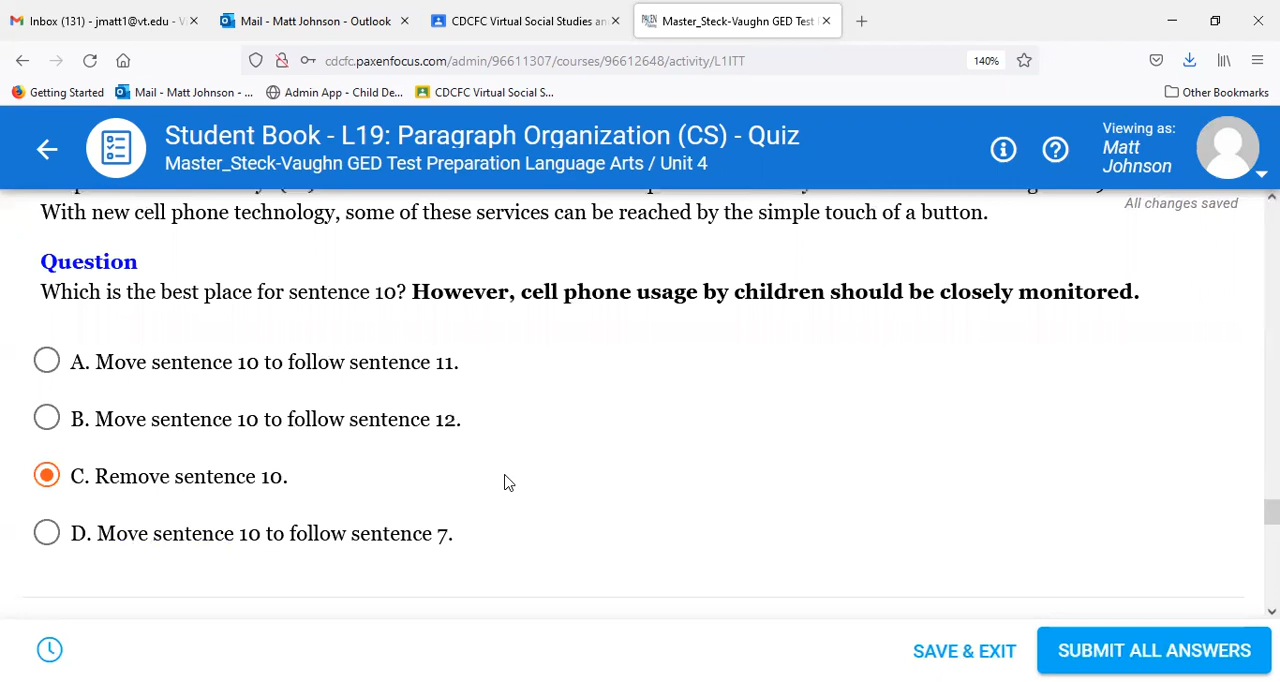 Inbox (131) - jmatt1@vt.edu - V
Mail - Matt Johnson - Outlook
CDCFC Virtual Social Studies an
PAXEN
Master_Steck-Vaughn GED Test
cdcfc.paxenfocus.com/admin/96611307/courses/96612648/activity/L1ITT
140%
Getting Started
Mail - Matt Johnson - ...
Admin App - Child De...
CDCFC Virtual Social S...
Other Bookmarks
Student Book - L19: Paragraph Organization (CS) - Quiz
Master_Steck-Vaughn GED Test Preparation Language Arts / Unit 4
Viewing as:
Matt
Johnson
All changes saved
With new cell phone technology, some of these services can be reached by the simple touch of a button.
Question
Which is the best place for sentence 10? However, cell phone usage by children should be closely monitored.
A. Move sentence 10 to follow sentence 11.
B. Move sentence 10 to follow sentence 12.
C. Remove sentence 10.
D. Move sentence 10 to follow sentence 7.
SAVE & EXIT
SUBMIT ALL ANSWERS